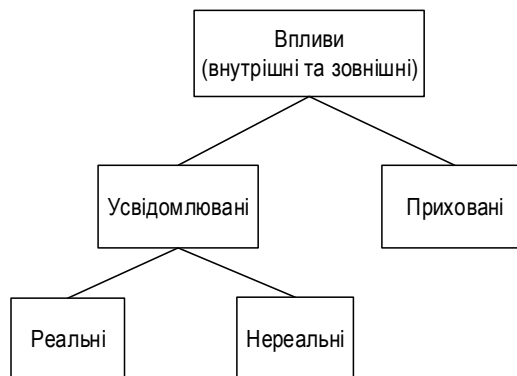 Впливи
(внутрішні та зовнішні)
Усвідомлювані
Приховані
Реальні
Нереальні